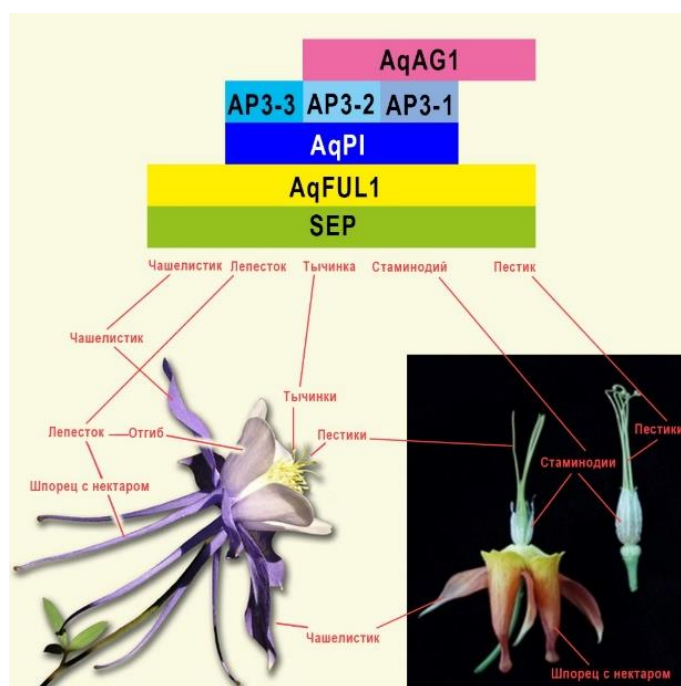 AqAG1
AP3-3 AP3-2 AP3-1
AqPI
AqFUL1
SEP
Чашелистик Лепесток Тычинка Стаминодий Пестик
Чашелистик
Тычинки
Лепесток Отгиб Пестики Пестики
Стаминодии
Шпорец с нектаром
Чашелистик
Шпорец с нектаром